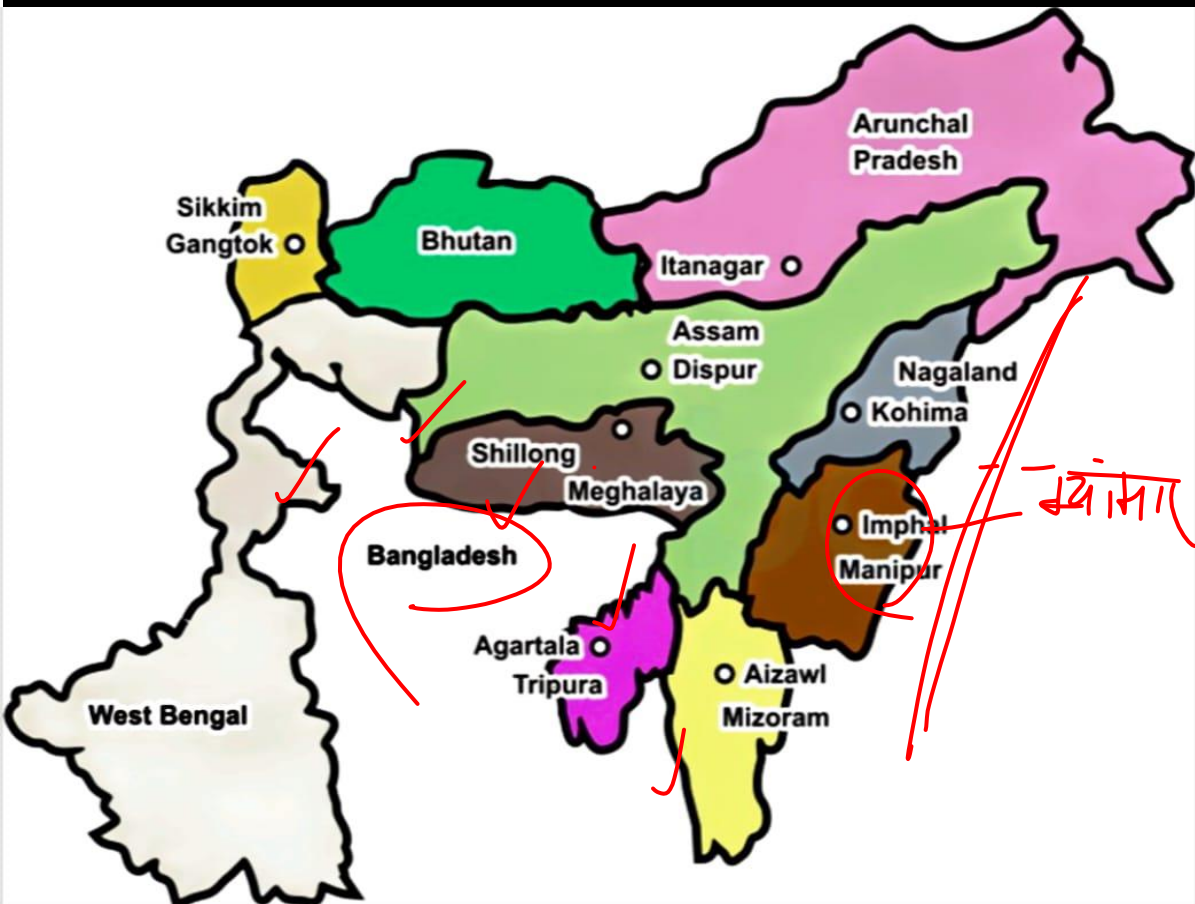 Arunchal
Pradesh
Sikkim
Gangtok
Bhutan
Itanagar
Assam
Dispur
Nagaland
Kohima
Shillong
Meghalaya
Imphal
Manipur
Bangladesh
Agartala
Tripura
Aizawl
Mizoram
West Bengal